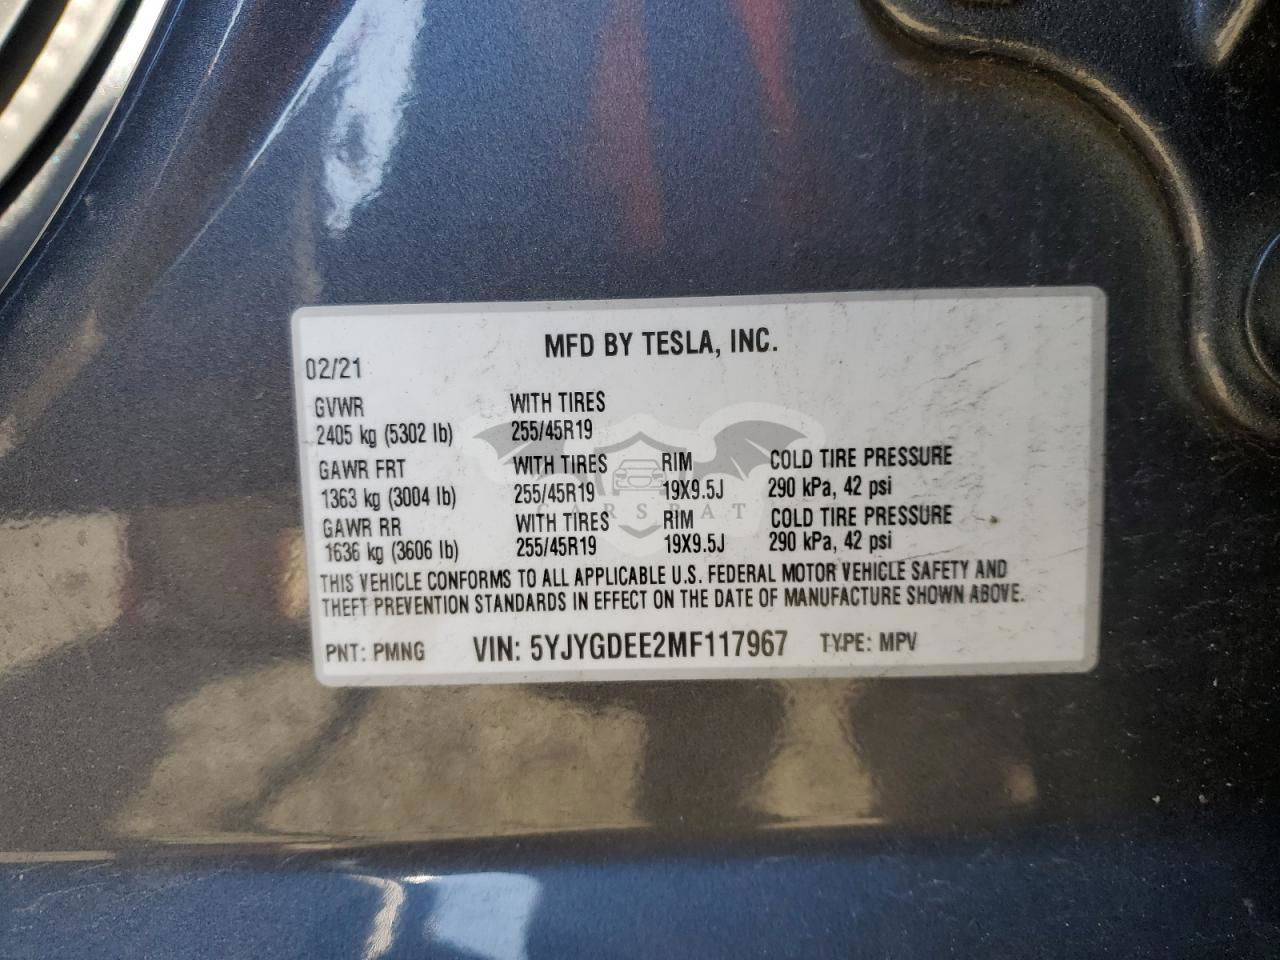 MFD BY TESLA, INC.
02/21
GVWR WITH TIRES
2405 kg (5302 lb) 255/45R19
GAWR FRT WITH TIRES RIM COLD TIRE PRESSURE
1363 kg (3004 lb) 255/45R19 19X9.5J 290 kPa, 42 psi
CARSBAT
GAWR RR WITH TIRES RIM COLD TIRE PRESSURE
1636 kg (3606 lb) 255/45R19 19X9.5J 290 kPa, 42 psi
THIS VEHICLE CONFORMS TO ALL APPLICABLE U.S. FEDERAL MOTOR VEHICLE SAFETY AND
THEFT PREVENTION STANDARDS IN EFFECT ON THE DATE OF MANUFACTURE SHOWN ABOVE.
PNT: PMNG VIN: 5YJYGDEE2MF117967 TYPE: MPV